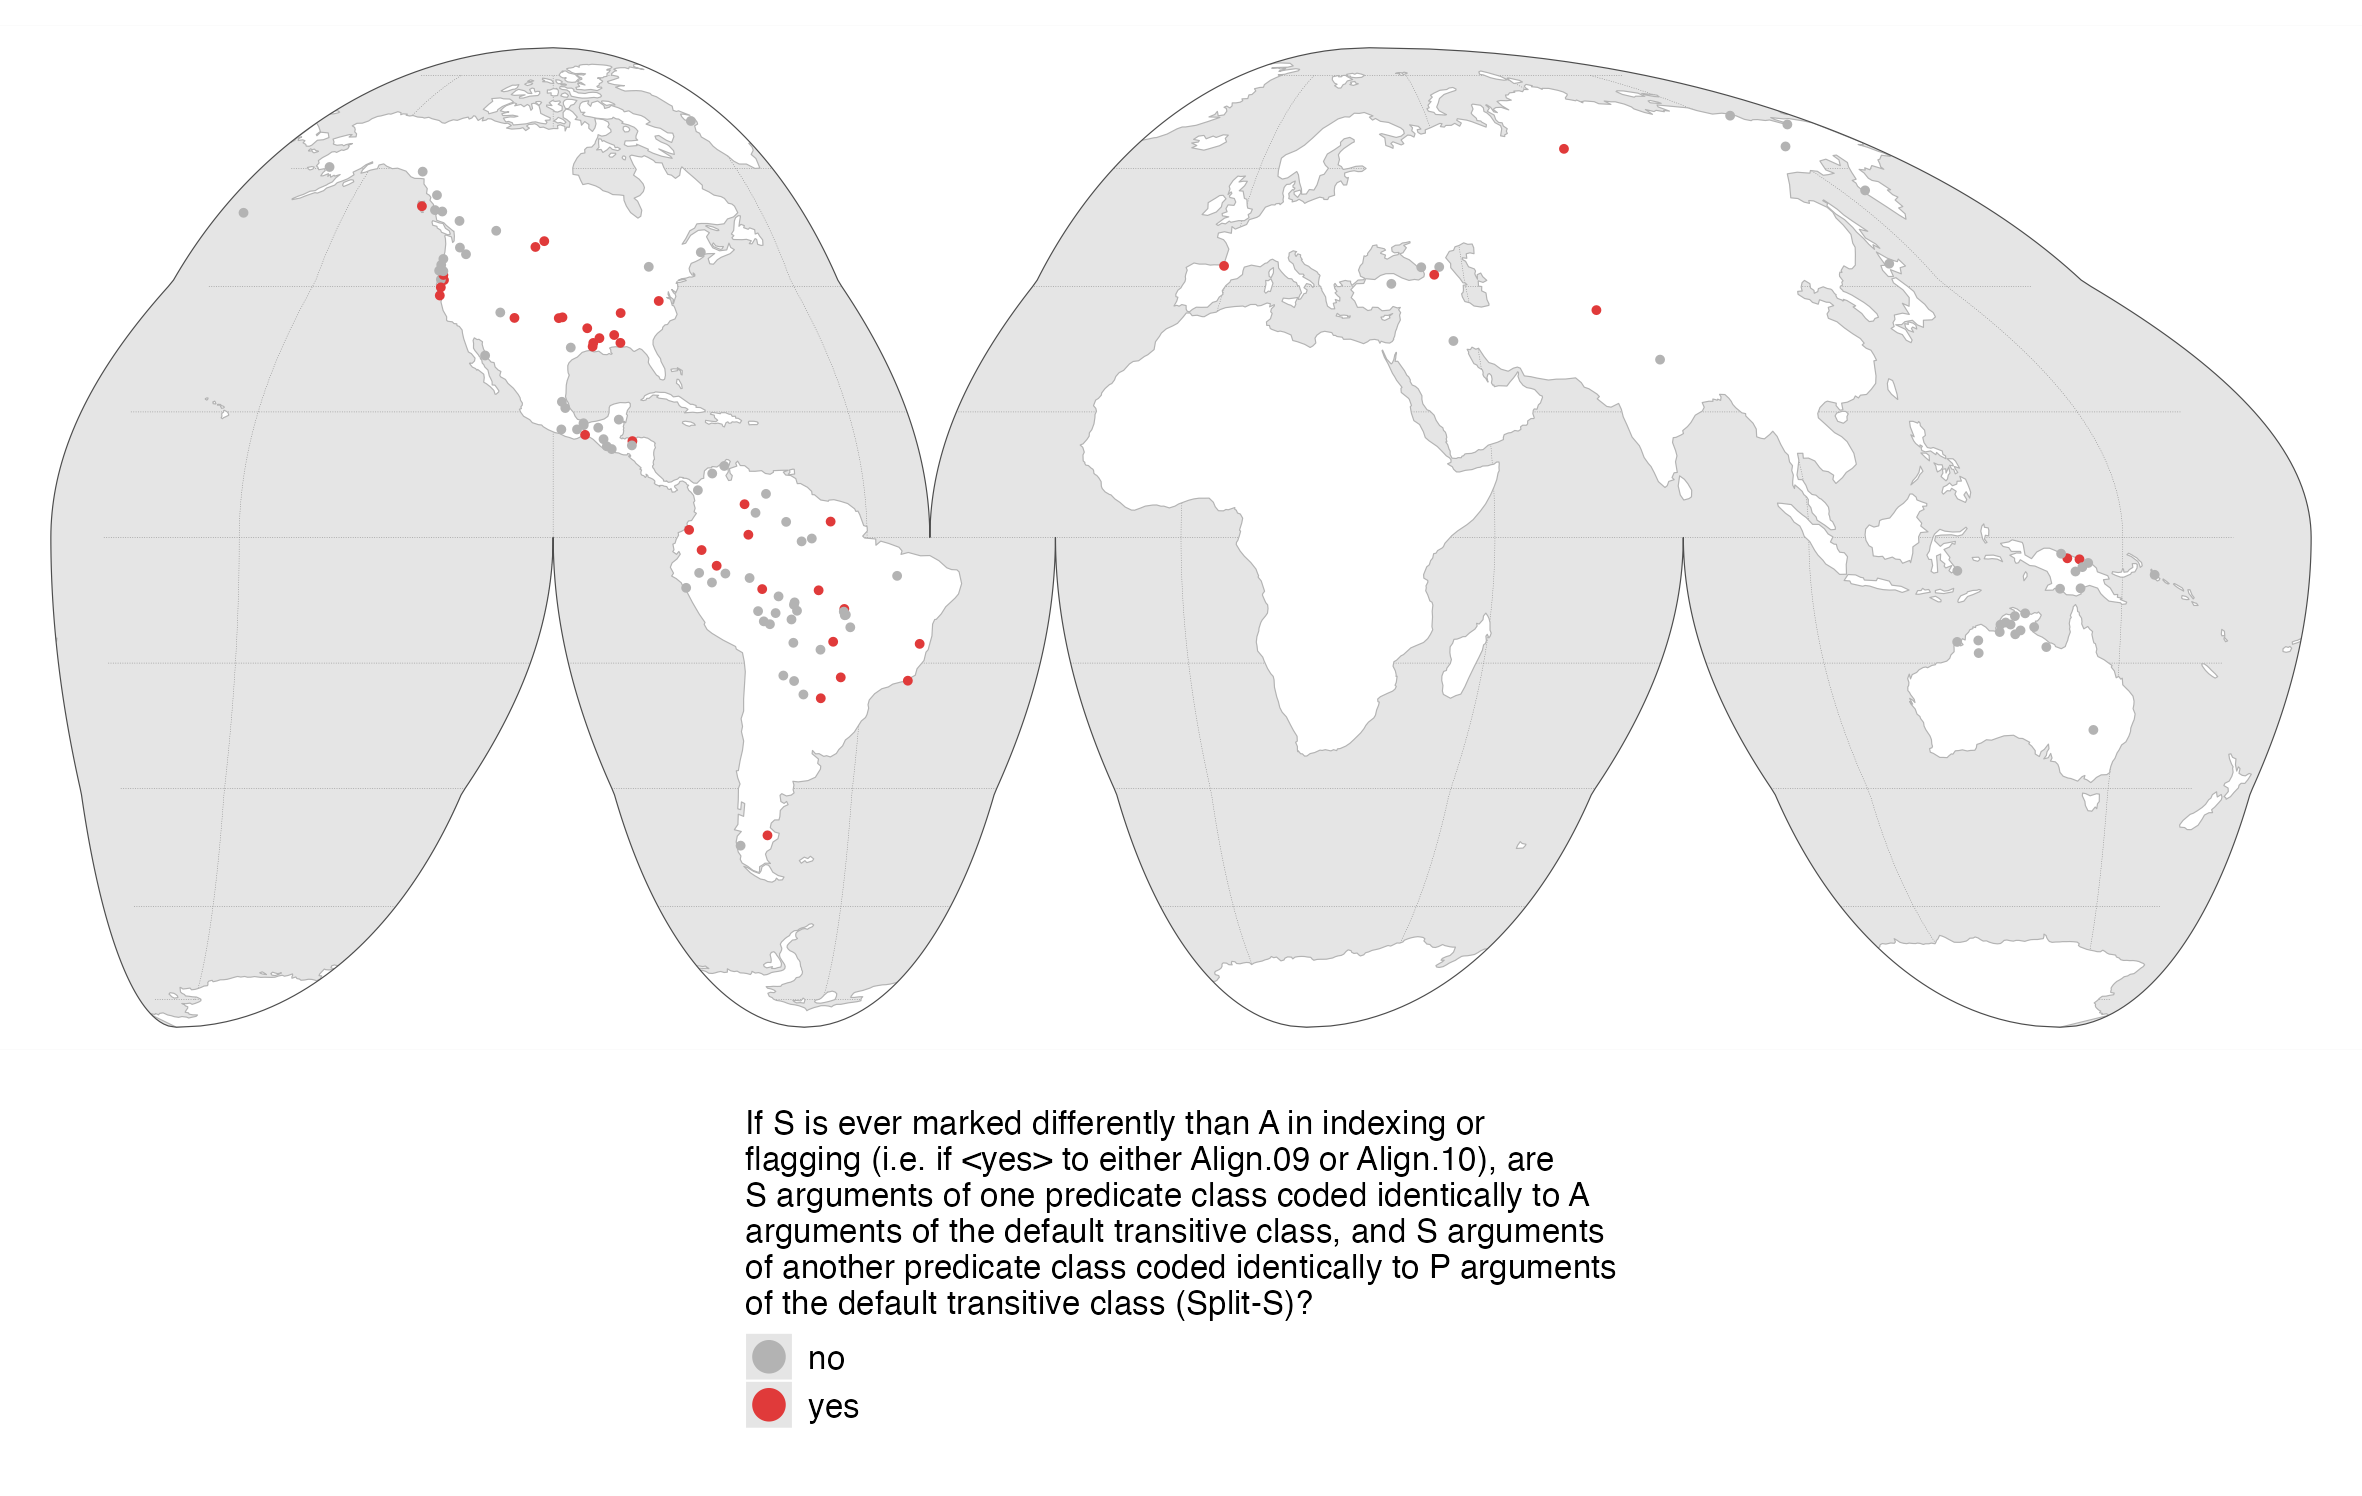 If S is ever marked differently than A in indexing or
flagging (i.e. if <yes> to either Align.09 or Align.10), are
S arguments of one predicate class coded identically to A
arguments of the default transitive class, and S arguments
of another predicate class coded identically to P arguments
of the default transitive class (Split-S)?
no
yes